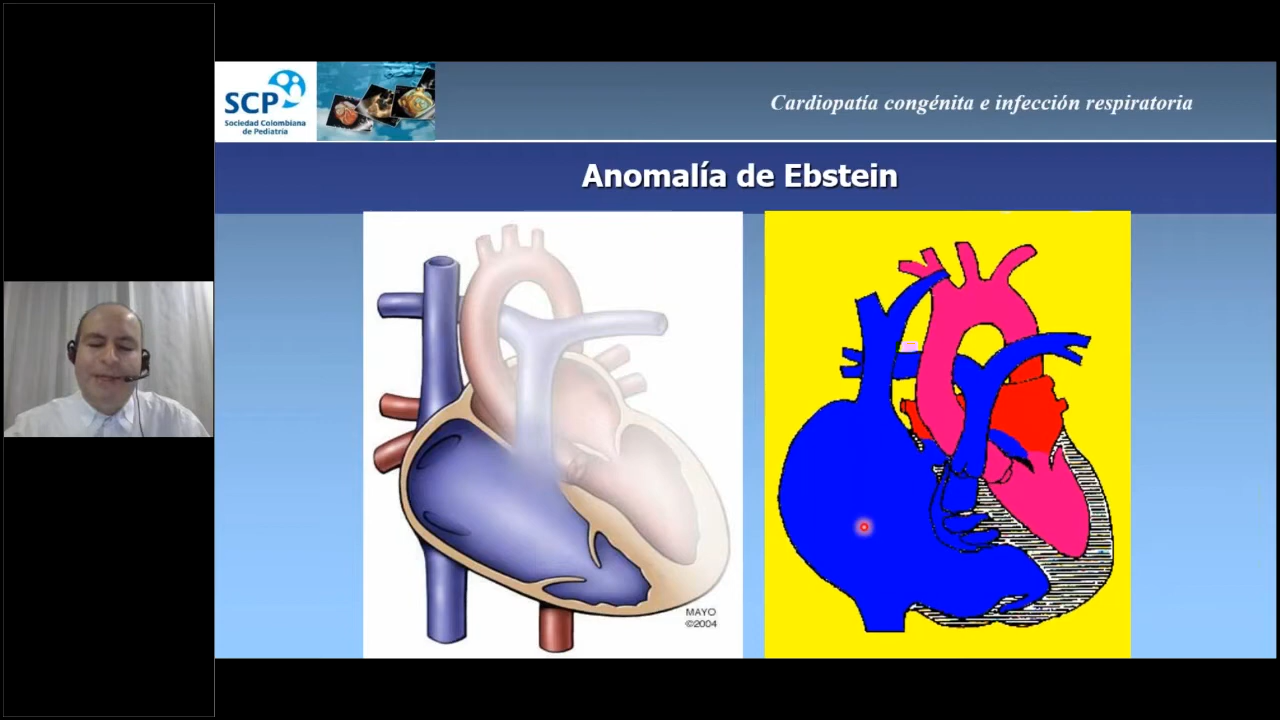 SCP
Sociedad Colombiana
de Pediatría
Cardiopatía congénita e infección respiratoria
Anomalía de Ebstein
MAYO
©2004